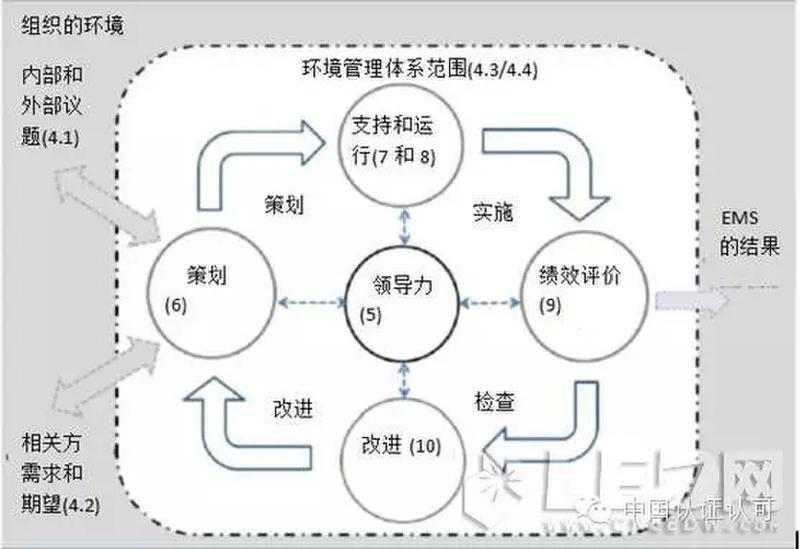 组织的环境
内部和
外部议
题(4.1)
环境管理体系范围(4.3/4.4)
支持和运
行(7 和 8)
策划
实施
EMS
的结果
策划
(6)
领导力
(5)
绩效评价
(9)
改进
检查
相关方
需求和
期望(4.2)
改进 (10)
中国认证认可